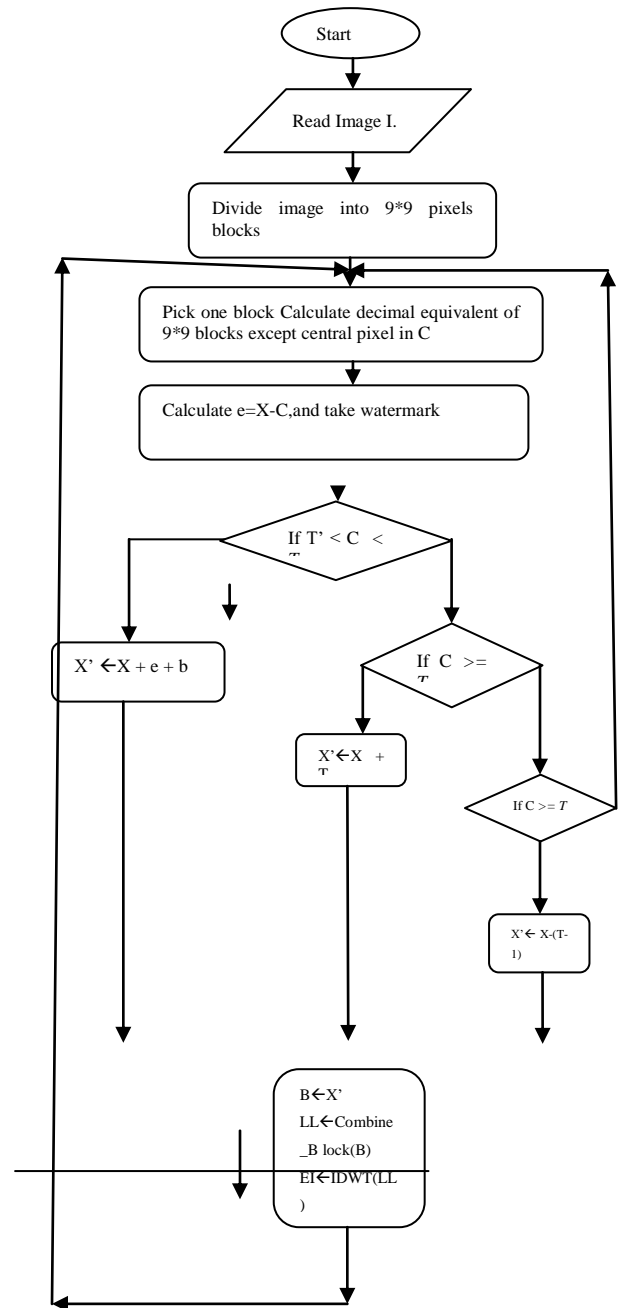 Start
Read Image I.
Divide image into 9*9 pixels
blocks
Pick one block Calculate decimal equivalent of
9*9 blocks except central pixel in C
Calculate e=X-C,and take watermark
If T’ < C <
X’ ←X + e + b
If C >=
X’←X +
T
If C >= T
X’← X-(T-
1)
B←X’
LL←Combine
_B lock(B)
EI←IDWT(LL
)